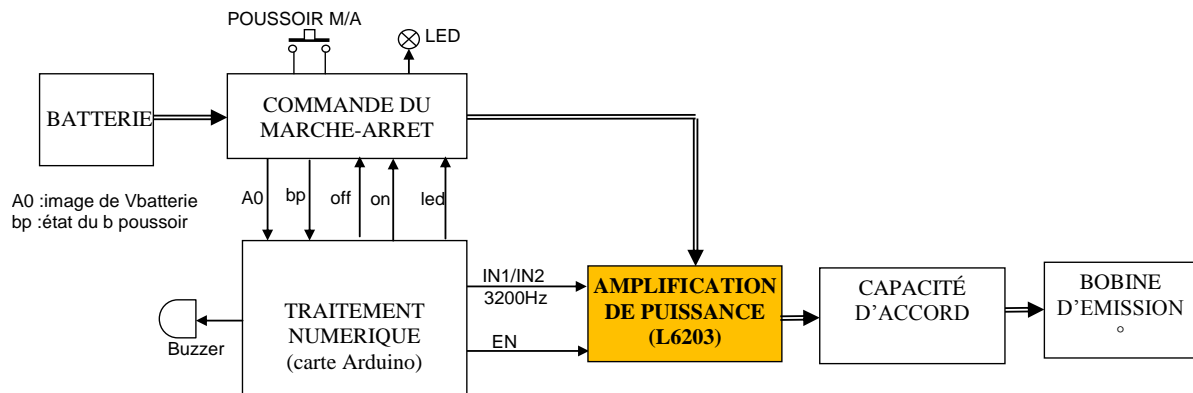 POUSSOIR M/A
LED
BATTERIE
COMMANDE DU
MARCHE-ARRET
A0 :image de Vbatterie
bp :état du b poussoir
A0
bp
off
on
led
TRAITEMENT
NUMERIQUE
(carte Arduino)
Buzzer
IN1/IN2
3200Hz
EN
AMPLIFICATION
DE PUISSANCE
(L6203)
CAPACITÉ
D’ACCORD
BOBINE
D’EMISSION
°